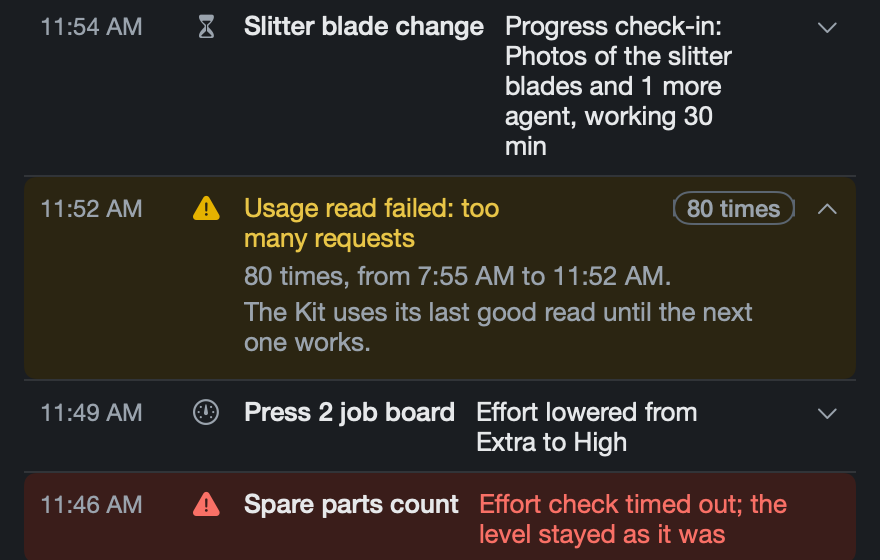 11:54 AM Slitter blade change Progress check-in:
Photos of the slitter
blades and 1 more
agent, working 30
min
11:52 AM Usage read failed: too 80 times
many requests
80 times, from 7:55 AM to 11:52 AM.
The Kit uses its last good read until the next
one works.
11:49 AM Press 2 job board Effort lowered from
Extra to High
11:46 AM Spare parts count Effort check timed out; the
level stayed as it was